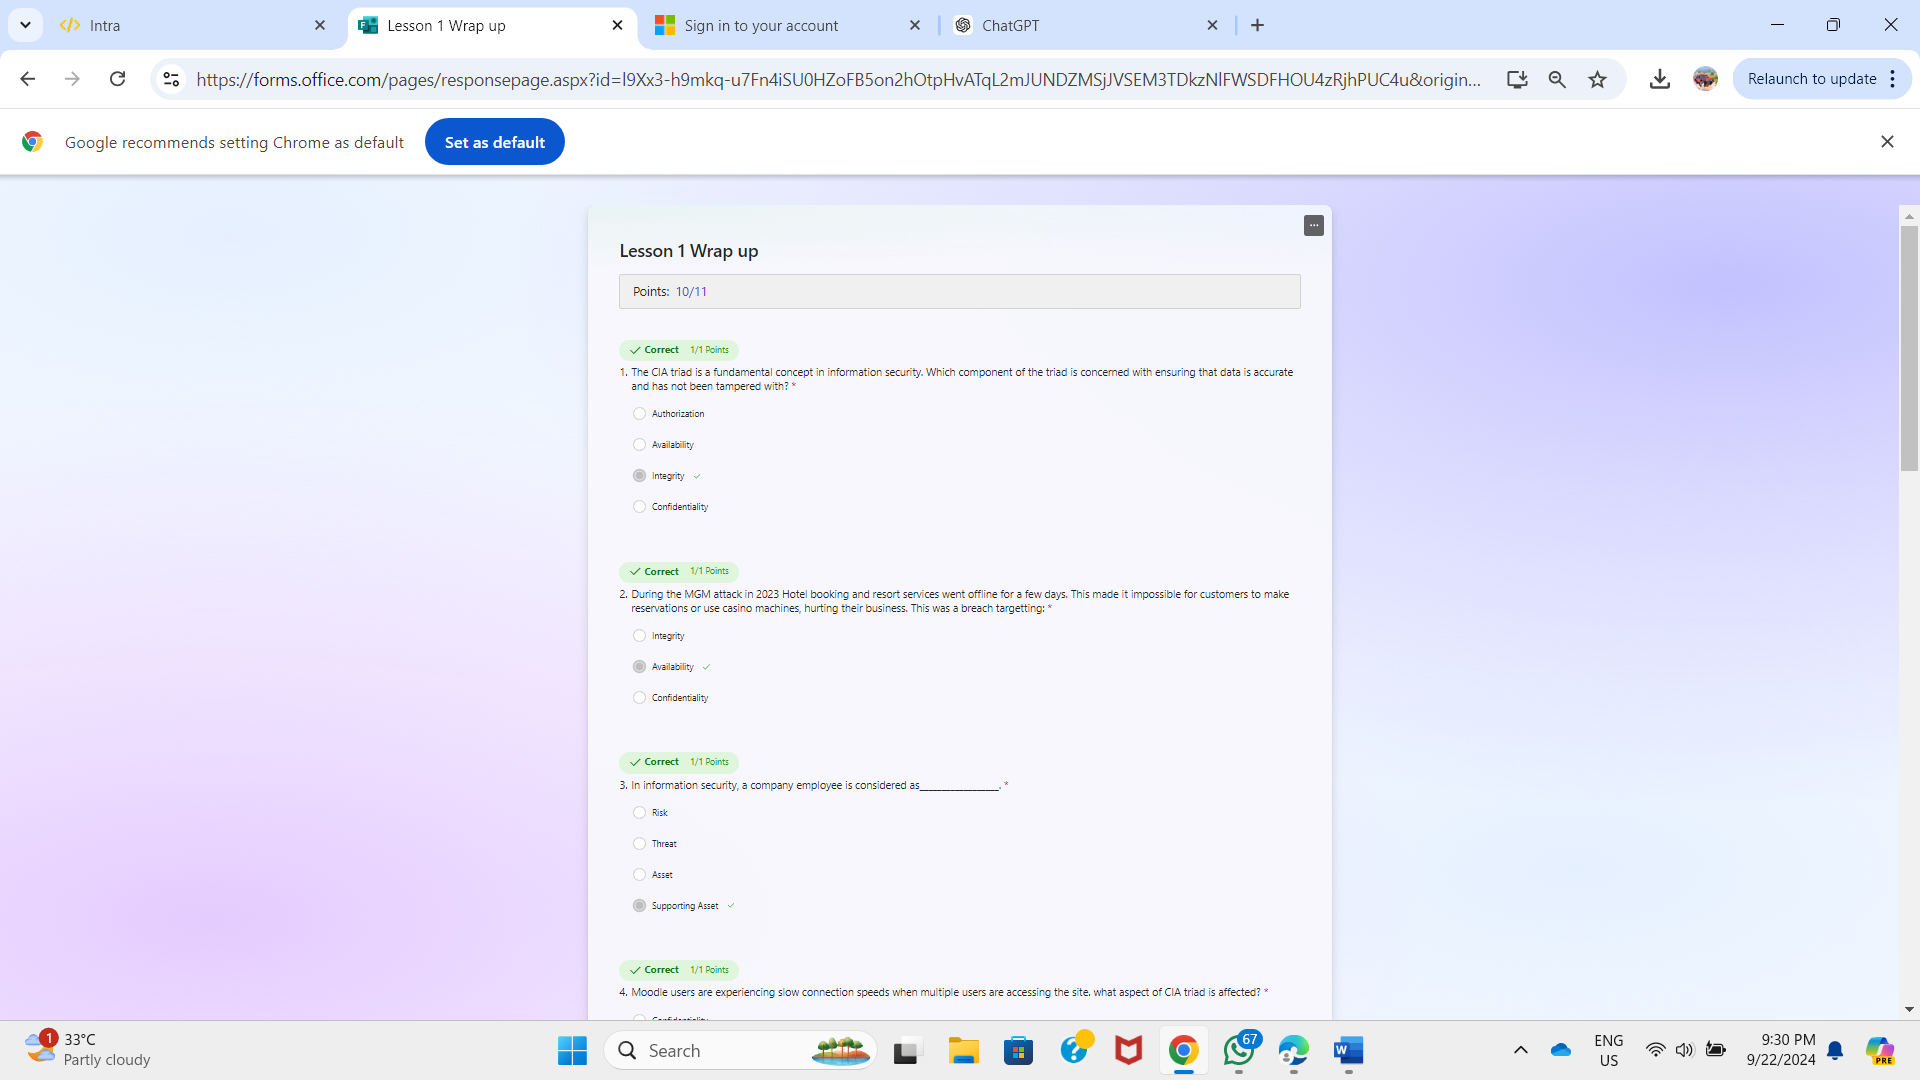 Intra
Lesson 1 Wrap up
Sign in to your account
ChatGPT
https://forms.office.com/pages/responsepage.aspx?id=l9Xx3-h9mkq-u7Fn4iSU0HZoFB5on2hOtpHvATqL2mJUNDZMSjJVSEM3TDkzNlFWSDFHOU4zRjhPUC4u&origin...
Relaunch to update
Google recommends setting Chrome as default
Set as default
Lesson 1 Wrap up
Points: 10/11
Correct 1/1 Points
1. The CIA triad is a fundamental concept in information security. Which component of the triad is concerned with ensuring that data is accurate
and has not been tampered with? *
Authorization
Availability
Integrity
Confidentiality
Correct 1/1 Points
2. During the MGM attack in 2023 Hotel booking and resort services went offline for a few days. This made it impossible for customers to make
reservations or use casino machines, hurting their business. This was a breach targetting: *
Integrity
Availability
Confidentiality
Correct 1/1 Points
3. In information security, a company employee is considered as_________________. *
Risk
Threat
Asset
Supporting Asset
Correct 1/1 Points
4. Moodle users are experiencing slow connection speeds when multiple users are accessing the site. what aspect of CIA triad is affected? *
Confidentiality
1
33°C
Partly cloudy
Search
67
ENG
US
9:30 PM
9/22/2024
PRE